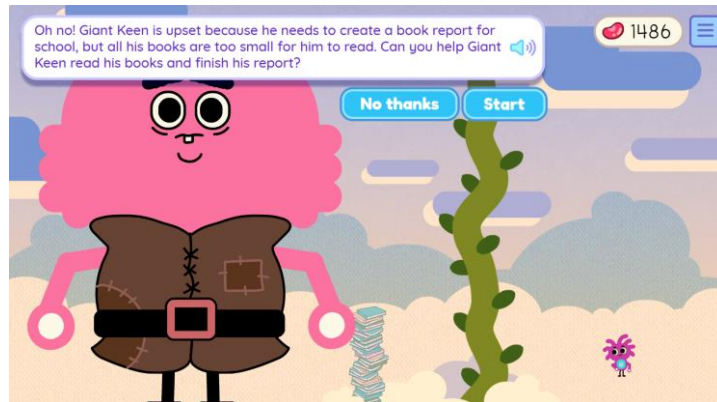 Oh no! Giant Keen is upset because he needs to create a book report for
school, but all his books are too small for him to read. Can you help Giant
Keen read his books and finish his report?
1486
No thanks
Start